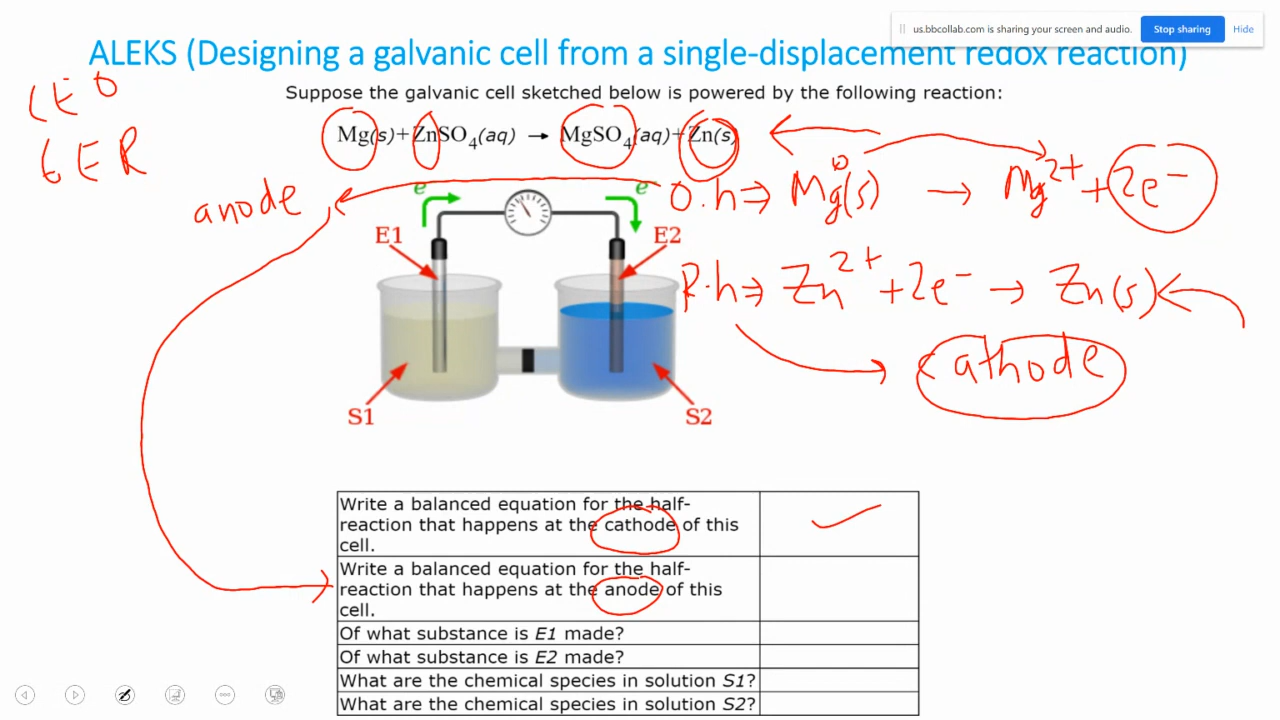 us.bbcollab.com is sharing your screen and audio. Stop sharing Hide
ALEKS (Designing a galvanic cell from a single-displacement redox reaction)
LEO
GER
Suppose the galvanic cell sketched below is powered by the following reaction:
Mg(s)+ZnSO4(aq) → MgSO4(aq)+Zn(s)
anode
O.h ⇒ Mg⁰(s) → Mg²⁺ + 2e⁻
e e
E1 E2
R.h ⇒ Zn²⁺ + 2e⁻ → Zn(s)
cathode
S1 S2
Write a balanced equation for the half-
reaction that happens at the cathode of this
cell.
Write a balanced equation for the half-
reaction that happens at the anode of this
cell.
Of what substance is E1 made?
Of what substance is E2 made?
What are the chemical species in solution S1?
What are the chemical species in solution S2?